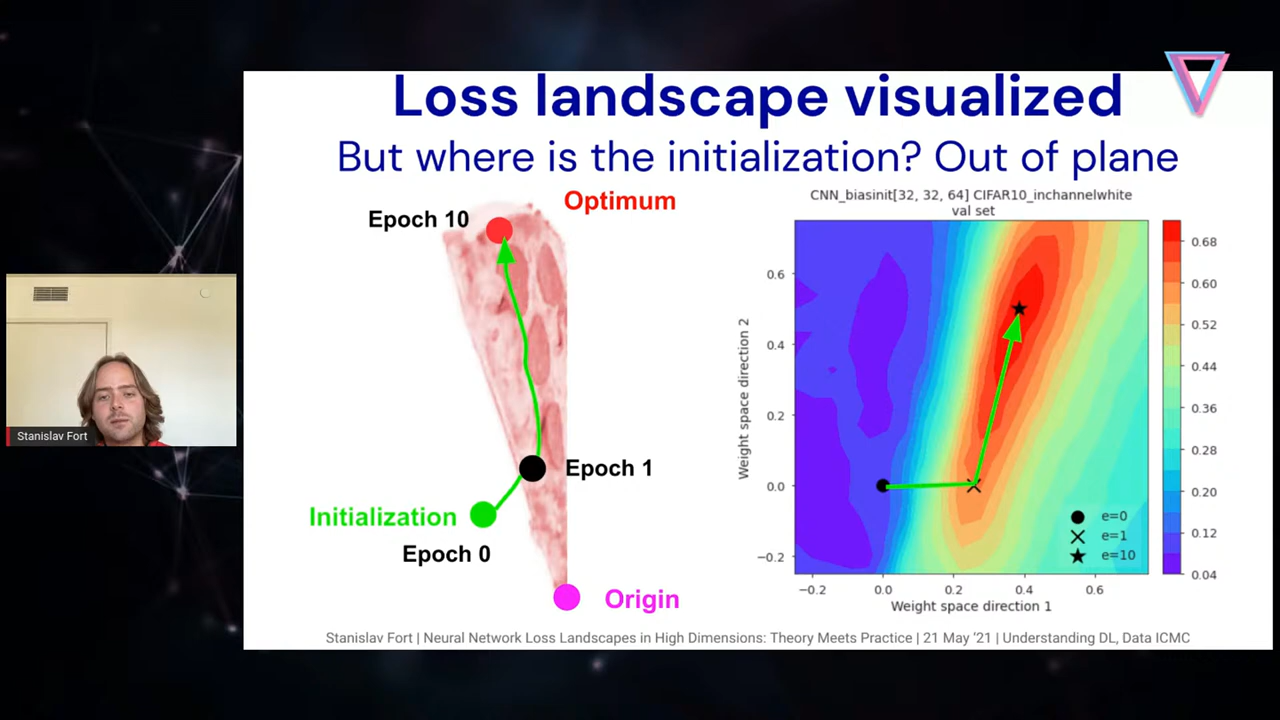 Loss landscape visualized
But where is the initialization? Out of plane
Epoch 10
Optimum
Epoch 1
Initialization
Epoch 0
Origin
CNN_biasinit[32, 32, 64] CIFAR10_inchannelwhite
val set
Weight space direction 2
0.6
0.4
0.2
0.0
−0.2
−0.2
0.0
0.2
0.4
0.6
Weight space direction 1
e=0
e=1
e=10
0.68
0.60
0.52
0.44
0.36
0.28
0.20
0.12
0.04
Stanislav Fort
Stanislav Fort | Neural Network Loss Landscapes in High Dimensions: Theory Meets Practice | 21 May '21 | Understanding DL, Data ICMC